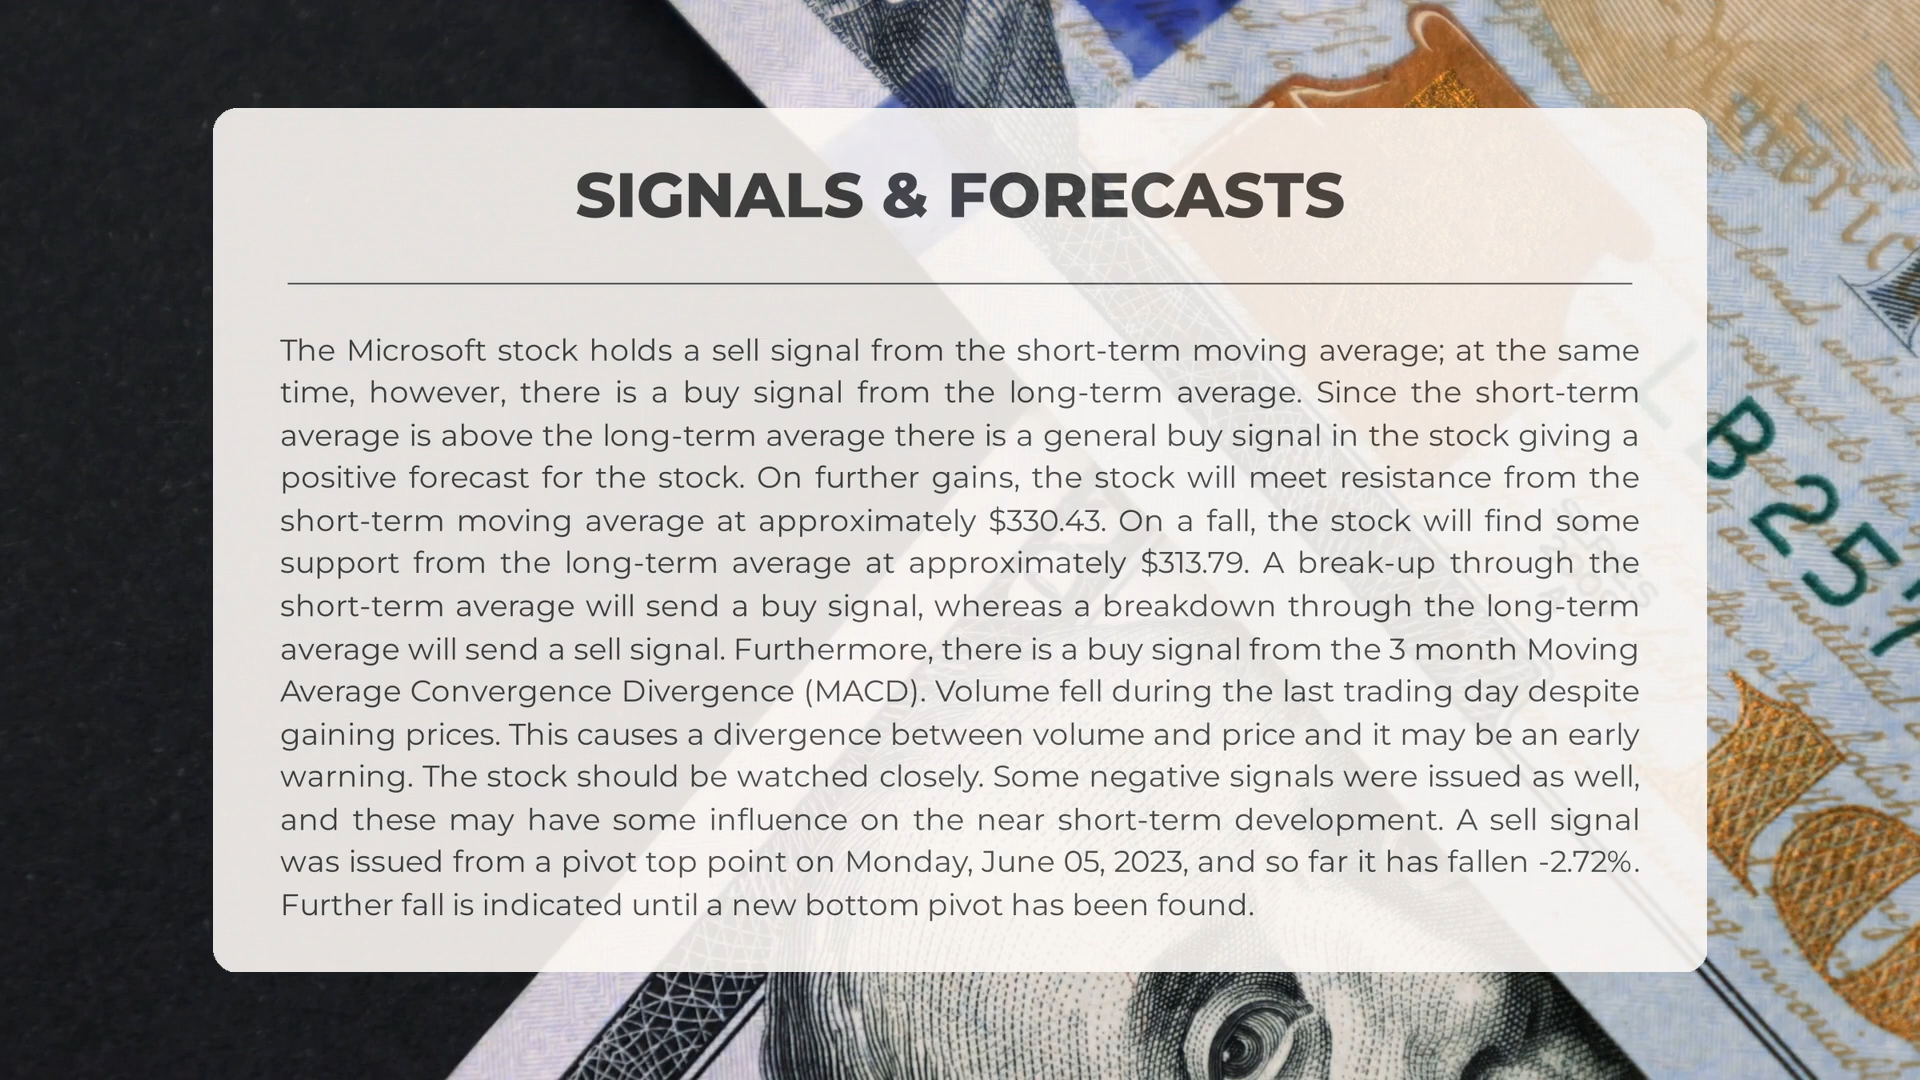 SIGNALS & FORECASTS
The Microsoft stock holds a sell signal from the short-term moving average; at the same
time, however, there is a buy signal from the long-term average. Since the short-term
average is above the long-term average there is a general buy signal in the stock giving a
positive forecast for the stock. On further gains, the stock will meet resistance from the
short-term moving average at approximately $330.43. On a fall, the stock will find some
support from the long-term average at approximately $313.79. A break-up through the
short-term average will send a buy signal, whereas a breakdown through the long-term
average will send a sell signal. Furthermore, there is a buy signal from the 3 month Moving
Average Convergence Divergence (MACD). Volume fell during the last trading day despite
gaining prices. This causes a divergence between volume and price and it may be an early
warning. The stock should be watched closely. Some negative signals were issued as well,
and these may have some influence on the near short-term development. A sell signal
was issued from a pivot top point on Monday, June 05, 2023, and so far it has fallen -2.72%.
Further fall is indicated until a new bottom pivot has been found.
LB25